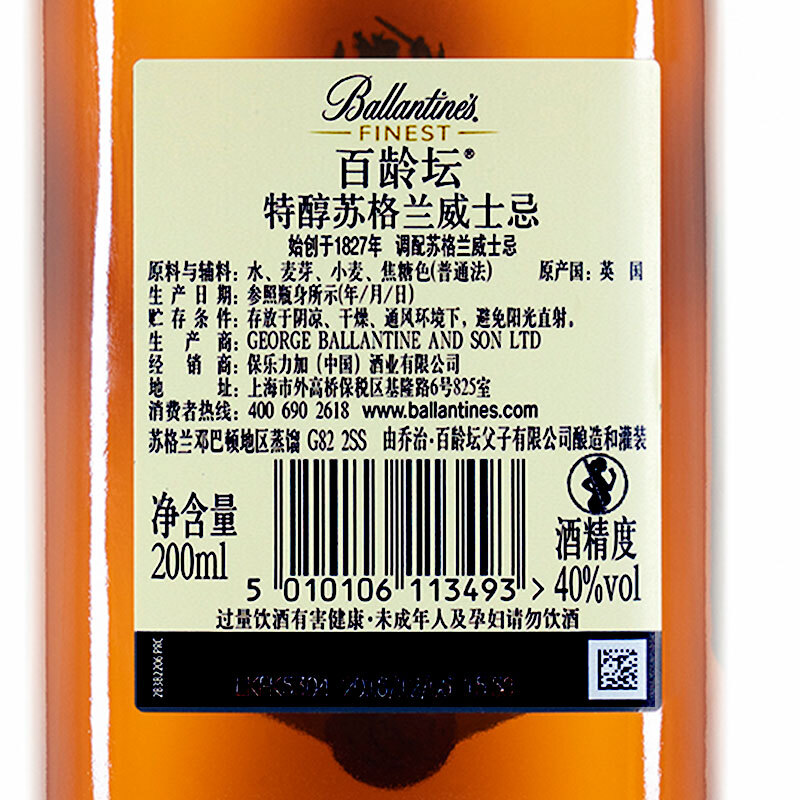 Ballantine's
FINEST
百龄坛®
特醇苏格兰威士忌
始创于1827年 调配苏格兰威士忌
原料与辅料：水、麦芽、小麦、焦糖色(普通法) 原产国：英 国
生产日期：参照瓶身所示(年/月/日)
贮存条件：存放于阴凉、干燥、通风环境下，避免阳光直射。
生产商：GEORGE BALLANTINE AND SON LTD
经销商：保乐力加（中国）酒业有限公司
地址：上海市外高桥保税区基隆路6号825室
消费者热线：400 690 2618 www.ballantines.com
苏格兰邓巴顿地区蒸馏 G82 2SS 由乔治·百龄坛父子有限公司酿造和灌装
净含量
200ml
5 010106 113493 >
酒精度
40%vol
过量饮酒有害健康·未成年人及孕妇请勿饮酒